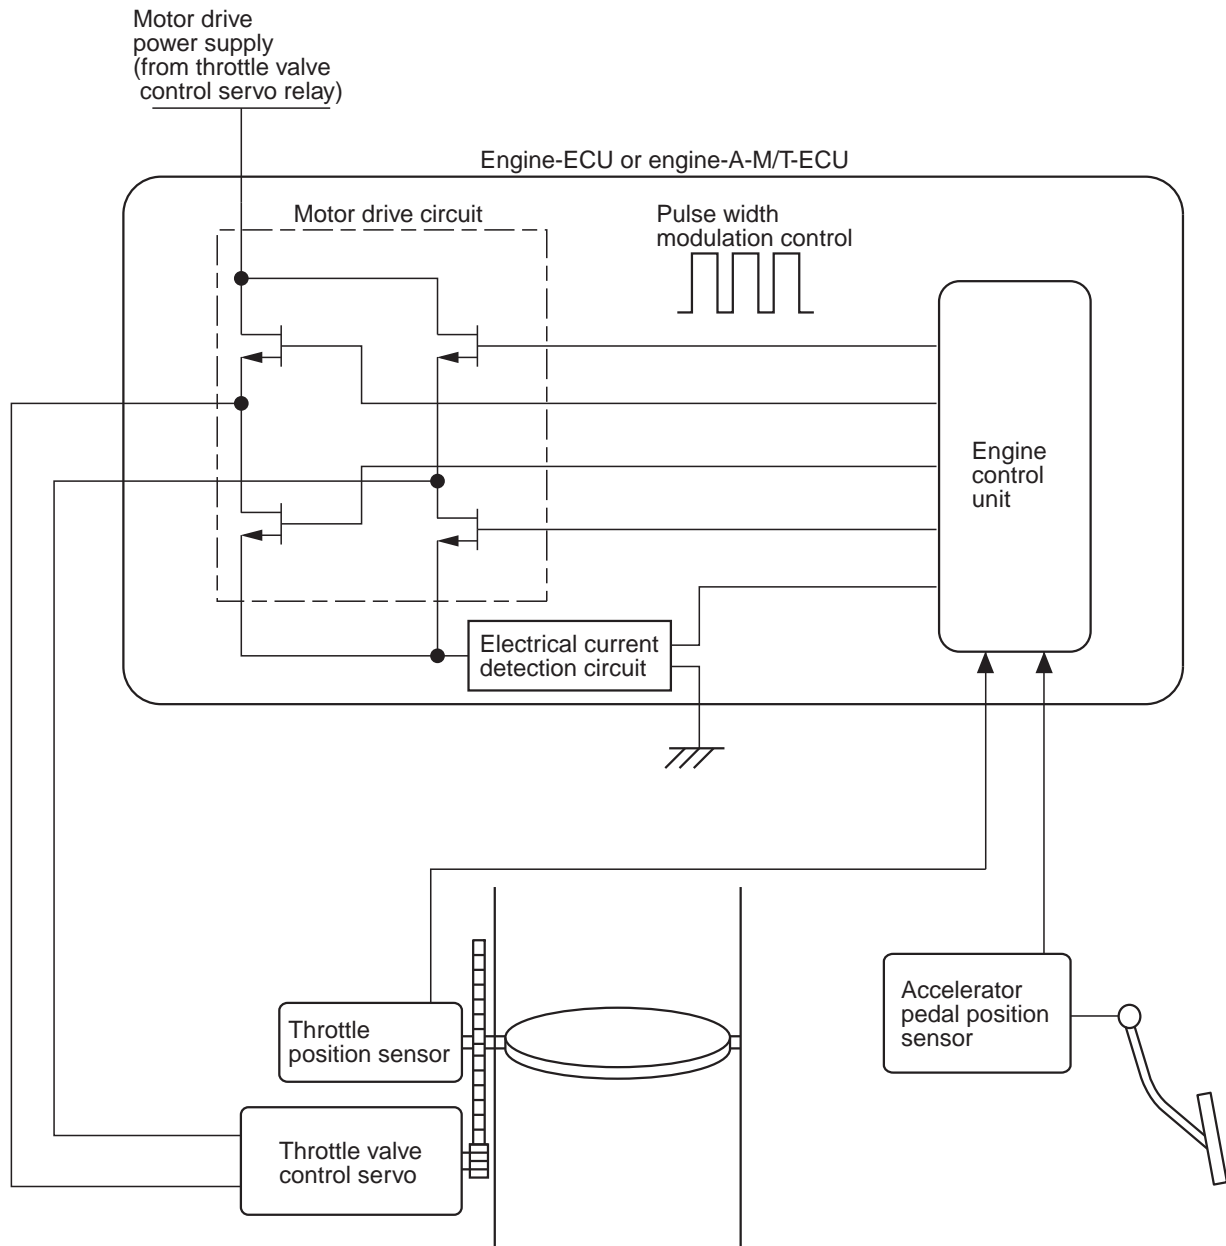 Motor drive
power supply
(from throttle valve
control servo relay)
Engine-ECU or engine-A-M/T-ECU
Motor drive circuit
Pulse width
modulation control
Engine
control
unit
Electrical current
detection circuit
Throttle
position sensor
Accelerator
pedal position
sensor
Throttle valve
control servo